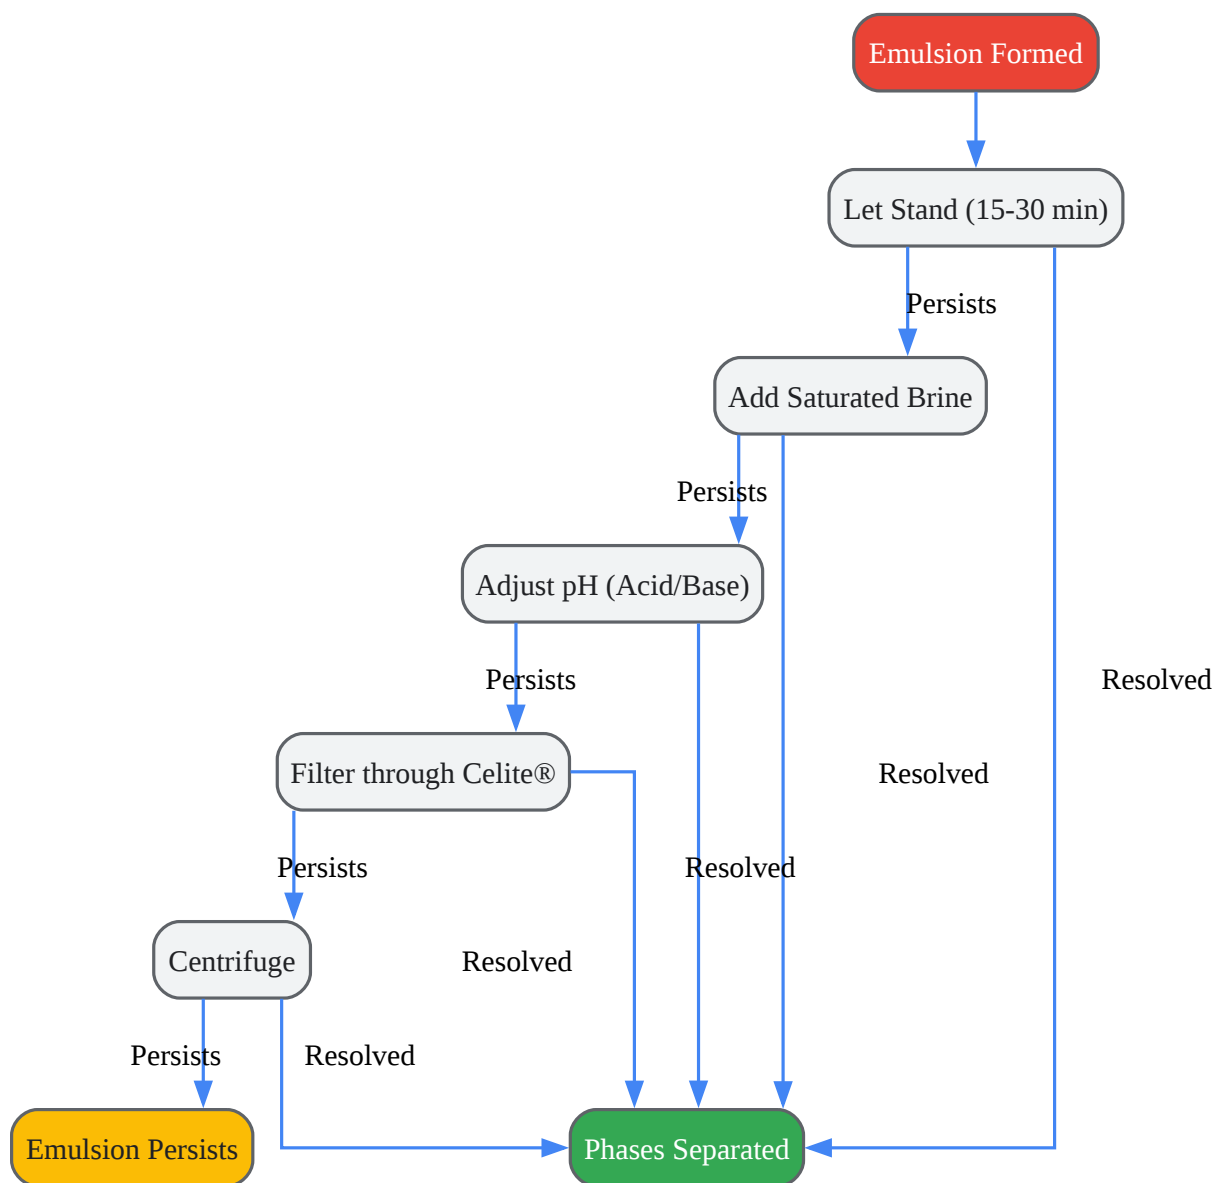 Emulsion Formed
Let Stand (15-30 min)
Persists
Add Saturated Brine
Persists
Adjust pH (Acid/Base)
Persists
Resolved
Filter through Celite®
Resolved
Persists
Resolved
Centrifuge
Resolved
Persists
Resolved
Emulsion Persists
Phases Separated